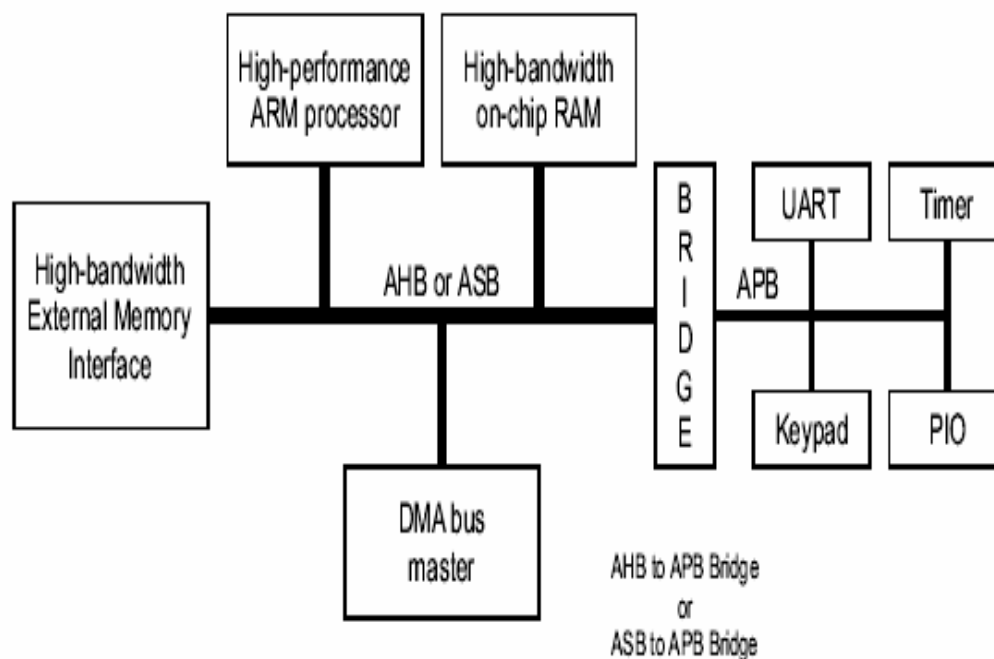 High-performance
ARM processor
High-bandwidth
on-chip RAM
High-bandwidth
External Memory
Interface
AHB or ASB
B
R
I
D
G
E
APB
UART
Timer
Keypad
PIO
DMA bus
master
AHB to APB Bridge
or
ASB to APB Bridge